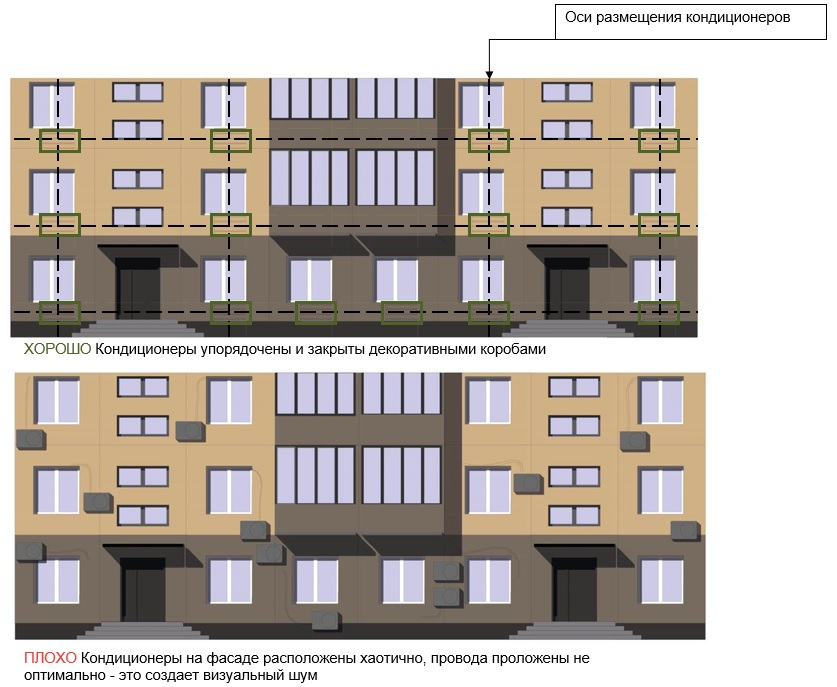 Оси размещения кондиционеров
ХОРОШО Кондиционеры упорядочены и закрыты декоративными коробами
ПЛОХО Кондиционеры на фасаде расположены хаотично, провода проложены не
оптимально - это создает визуальный шум